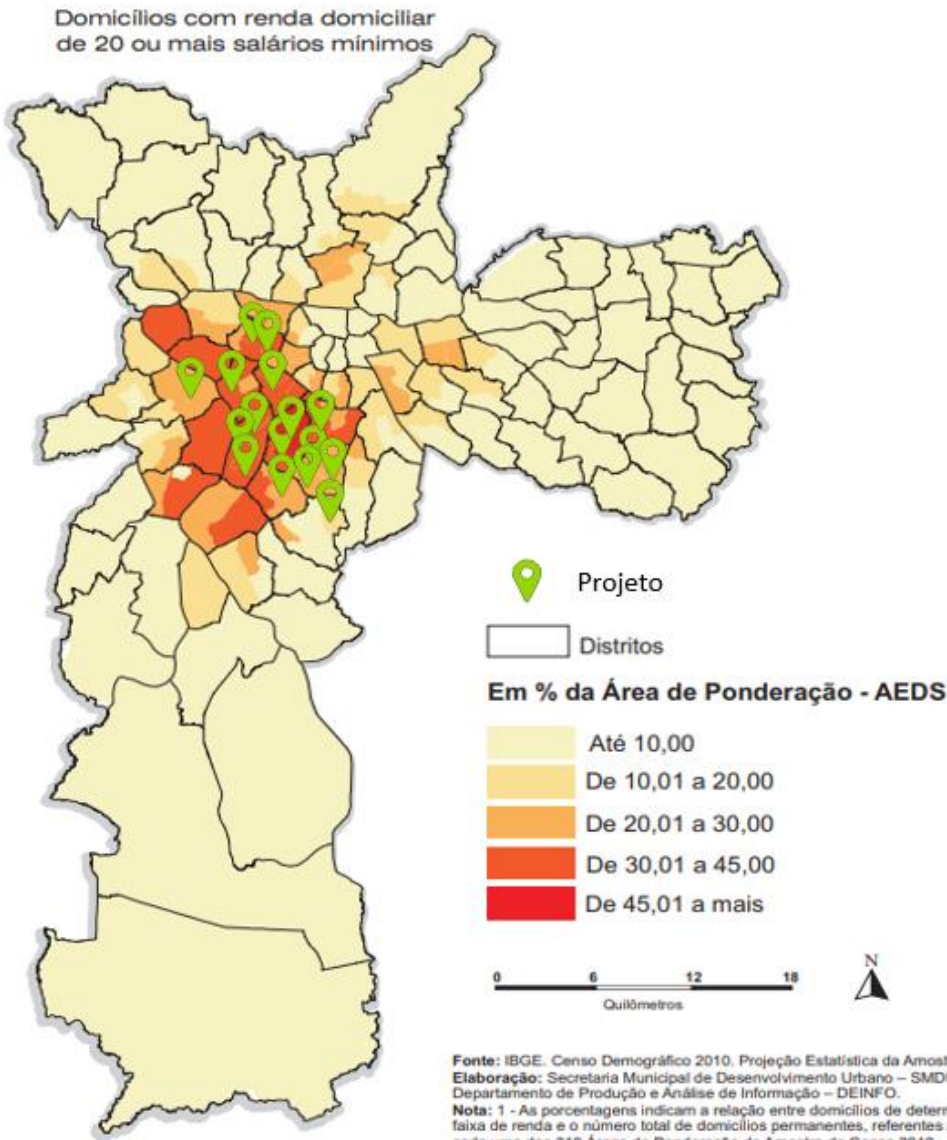 Domicílios com renda domiciliar
de 20 ou mais salários mínimos
Projeto
Distritos
Em % da Área de Ponderação - AEDS
Até 10,00
De 10,01 a 20,00
De 20,01 a 30,00
De 30,01 a 45,00
De 45,01 a mais
0 6 12 18
Quilômetros
N
Fonte: IBGE. Censo Demográfico 2010. Projeção Estatística da Amost
Elaboração: Secretaria Municipal de Desenvolvimento Urbano – SMD
Departamento de Produção e Análise de Informação – DEINFO.
Nota: 1 - As porcentagens indicam a relação entre domicílios de deterr
faixa de renda e o número total de domicílios permanentes, referentes